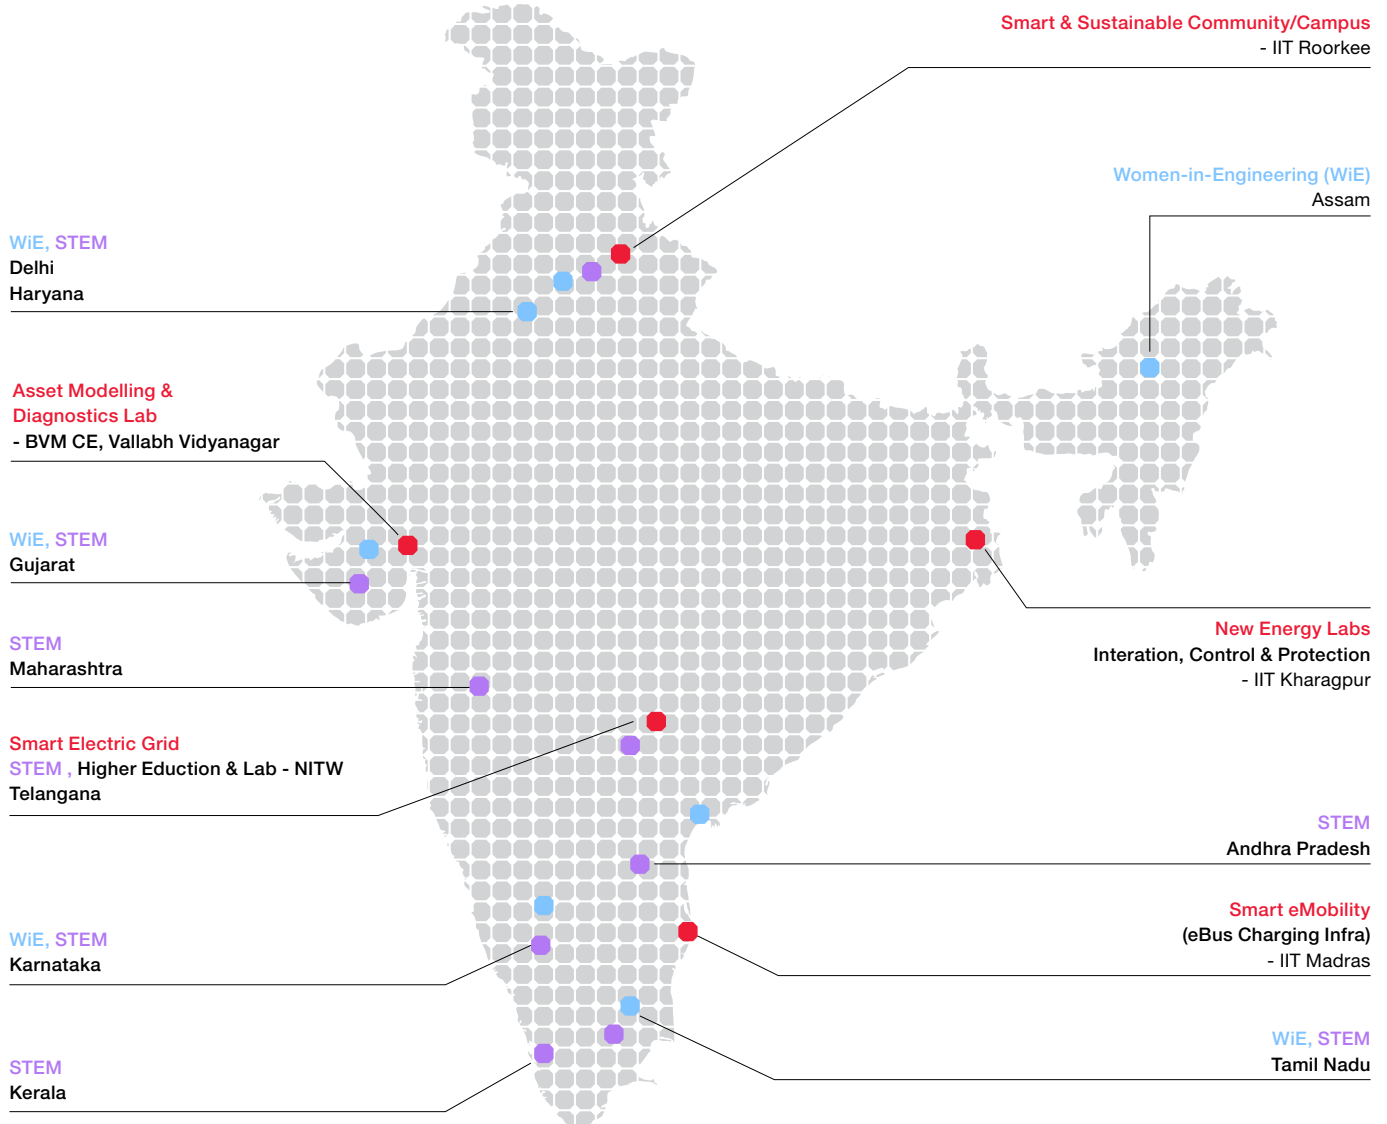 Smart & Sustainable Community/Campus
- IIT Roorkee
Women-in-Engineering (WiE)
Assam
WiE, STEM
Delhi
Haryana
Asset Modelling &
Diagnostics Lab
- BVM CE, Vallabh Vidyanagar
WiE, STEM
Gujarat
STEM
Maharashtra
New Energy Labs
Interation, Control & Protection
- IIT Kharagpur
Smart Electric Grid
STEM , Higher Eduction & Lab - NITW
Telangana
STEM
Andhra Pradesh
Smart eMobility
(eBus Charging Infra)
- IIT Madras
WiE, STEM
Karnataka
WiE, STEM
Tamil Nadu
STEM
Kerala